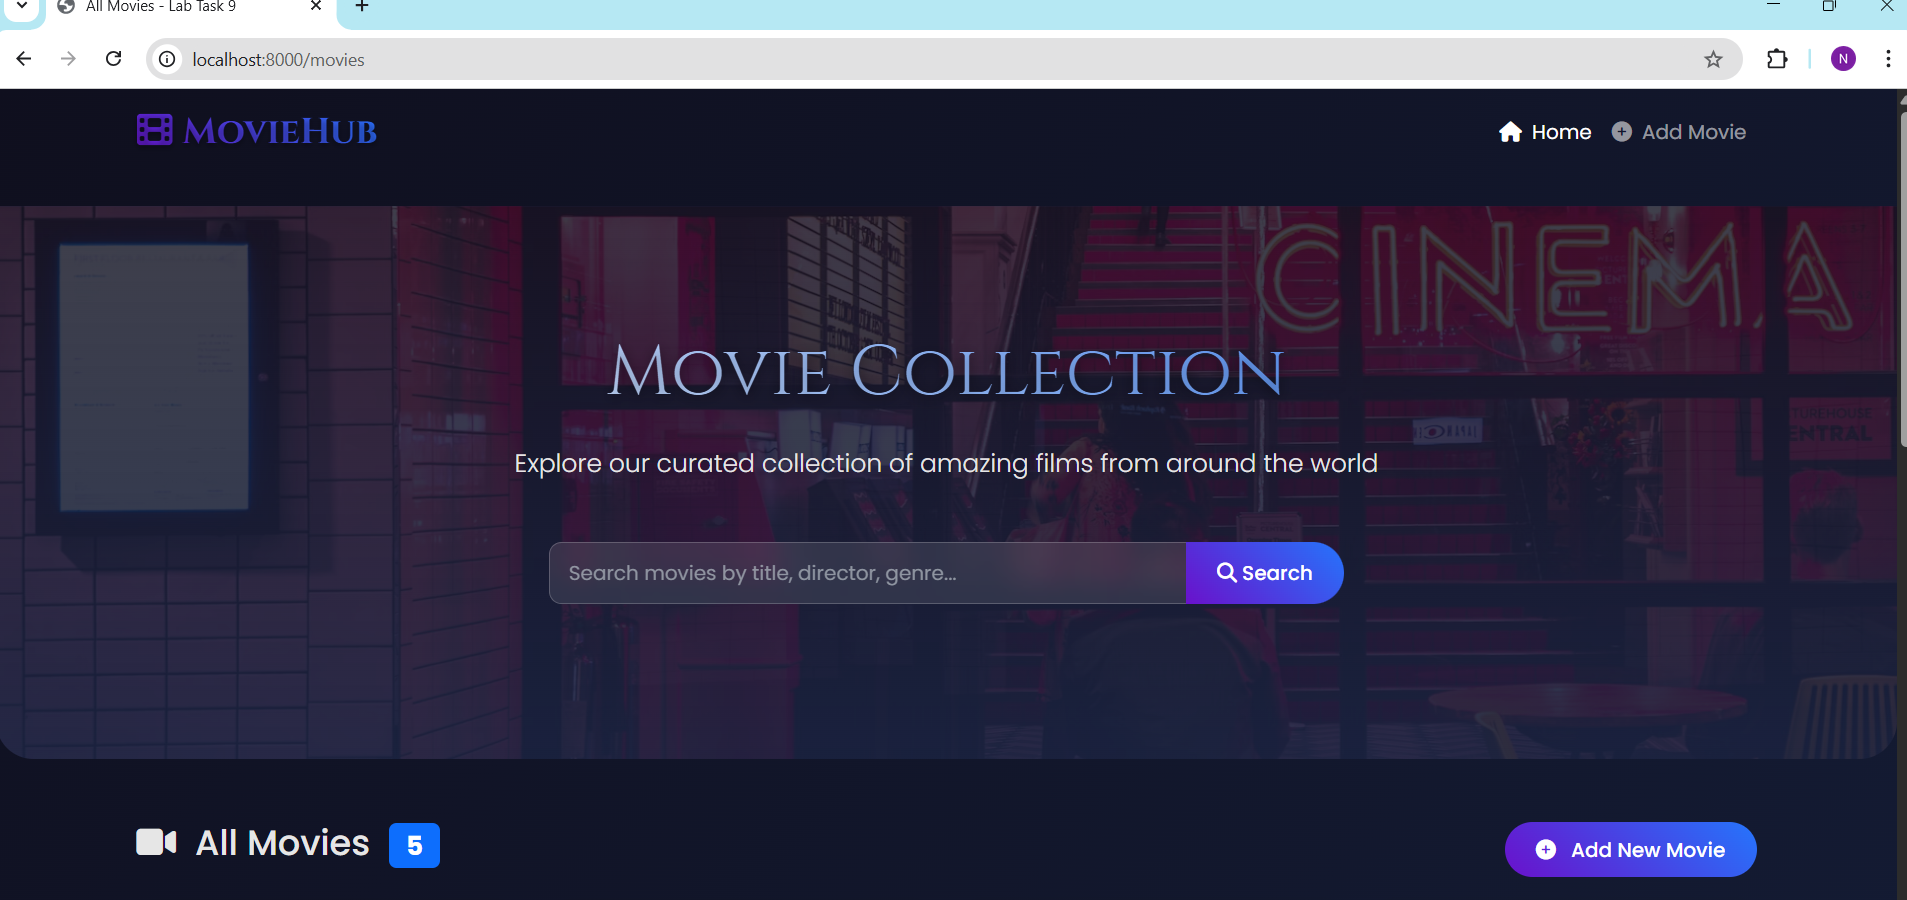 All Movies - Lab Task 9
localhost:8000/movies
N
MovieHub
Home
Add Movie
CINEMA
Movie Collection
Explore our curated collection of amazing films from around the world
Search movies by title, director, genre...
Search
All Movies 5
Add New Movie